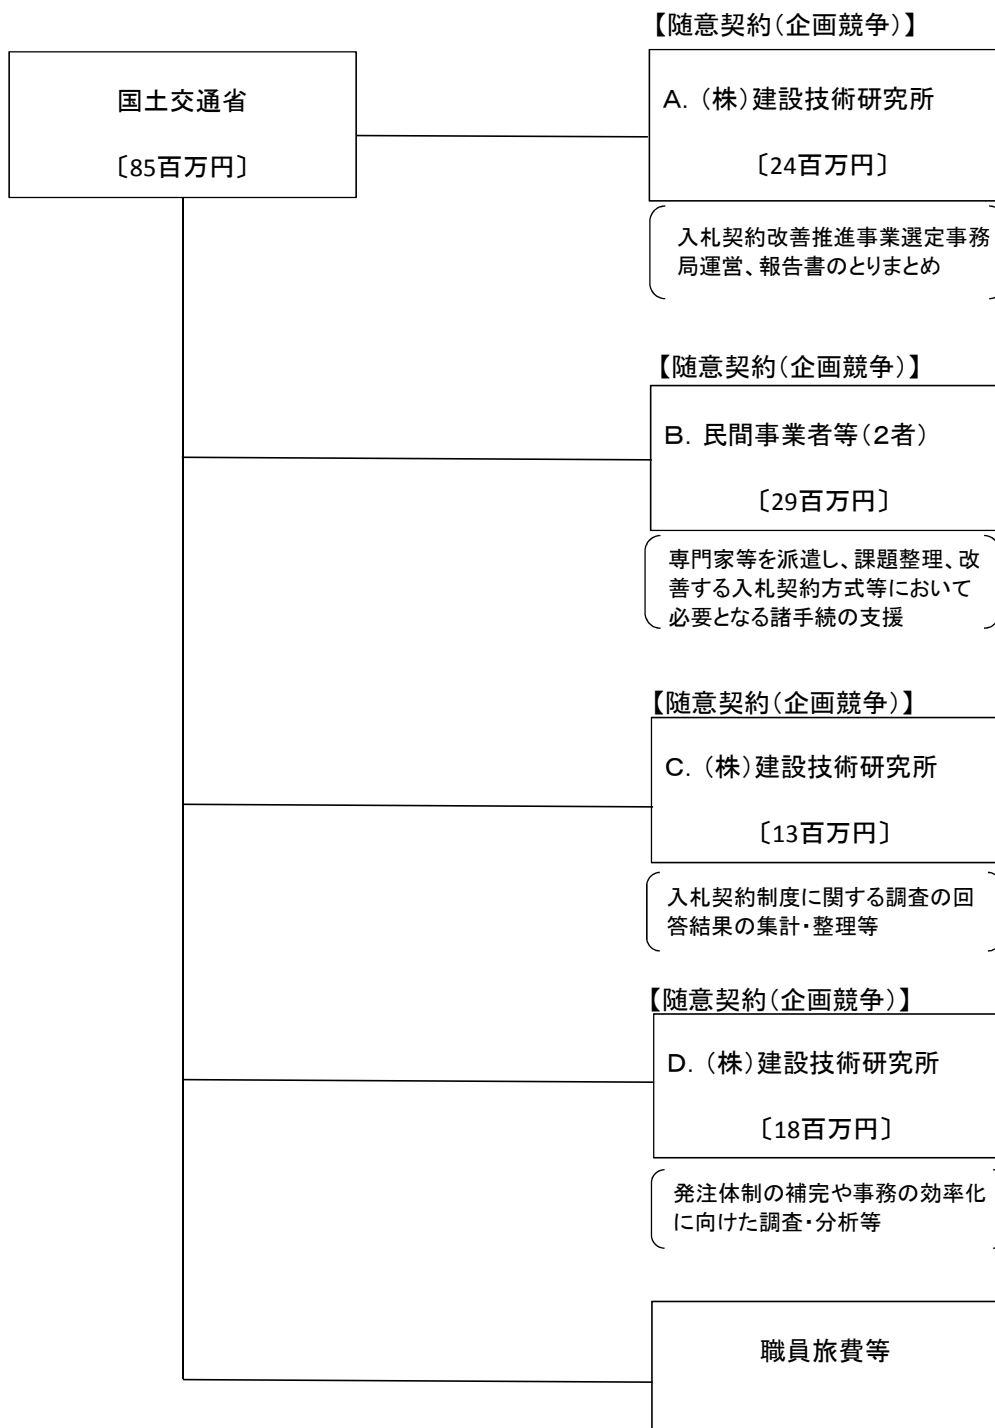 【随意契約(企画競争)】
国土交通省
〔85百万円〕
A．(株)建設技術研究所
〔24百万円〕
入札契約改善推進事業選定事務
局運営、報告書のとりまとめ
【随意契約(企画競争)】
B．民間事業者等(2者)
〔29百万円〕
専門家等を派遣し、課題整理、改
善する入札契約方式等において
必要となる諸手続の支援
【随意契約(企画競争)】
C．(株)建設技術研究所
〔13百万円〕
入札契約制度に関する調査の回
答結果の集計・整理等
【随意契約(企画競争)】
D．(株)建設技術研究所
〔18百万円〕
発注体制の補完や事務の効率化
に向けた調査・分析等
職員旅費等